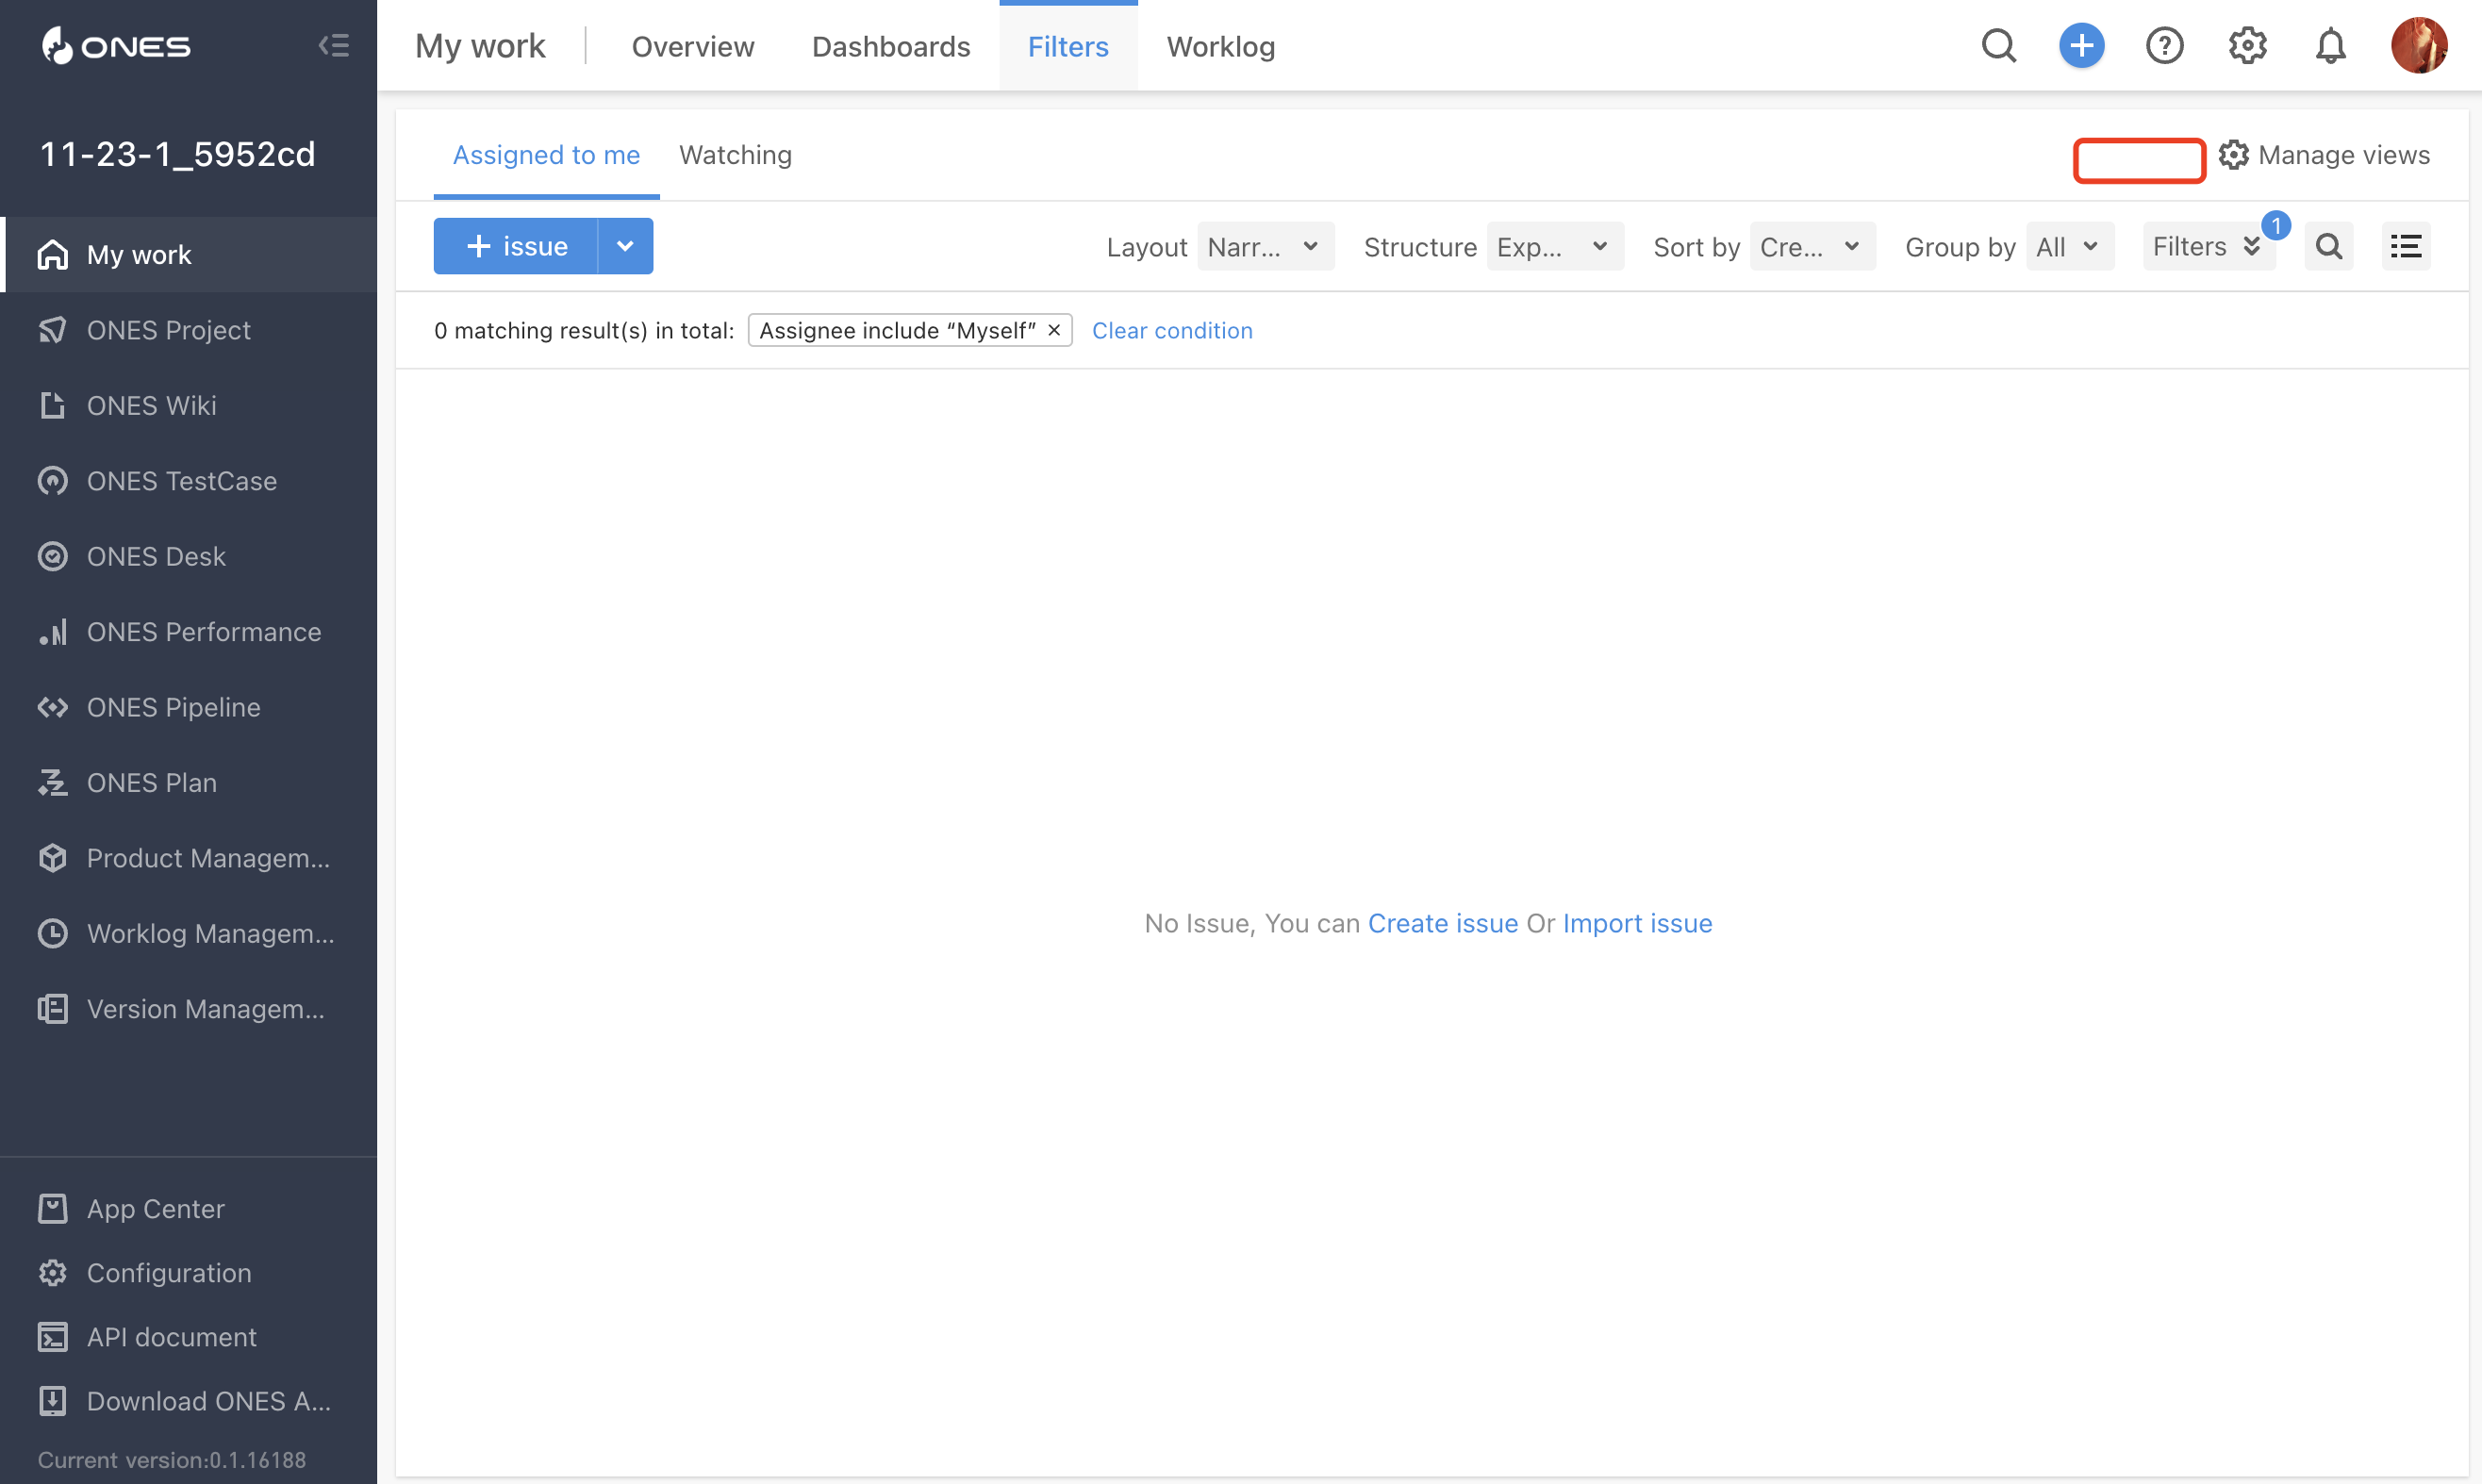 ONES
My work
Overview
Dashboards
Filters
Worklog
11-23-1_5952cd
Assigned to me
Watching
Manage views
issue
Layout
Narr...
Structure
Exp...
Sort by
Cre...
Group by
All
Filters
1
0 matching result(s) in total:
Assignee include “Myself” ×
Clear condition
My work
ONES Project
ONES Wiki
ONES TestCase
ONES Desk
ONES Performance
ONES Pipeline
ONES Plan
Product Managem...
Worklog Managem...
Version Managem...
No Issue, You can Create issue Or Import issue
App Center
Configuration
API document
Download ONES A...
Current version:0.1.16188